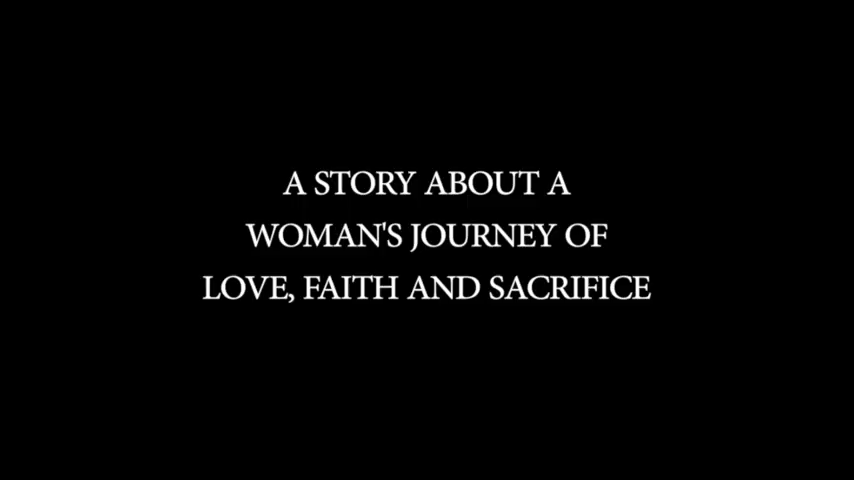 A STORY ABOUT A
WOMAN'S JOURNEY OF
LOVE, FAITH AND SACRIFICE